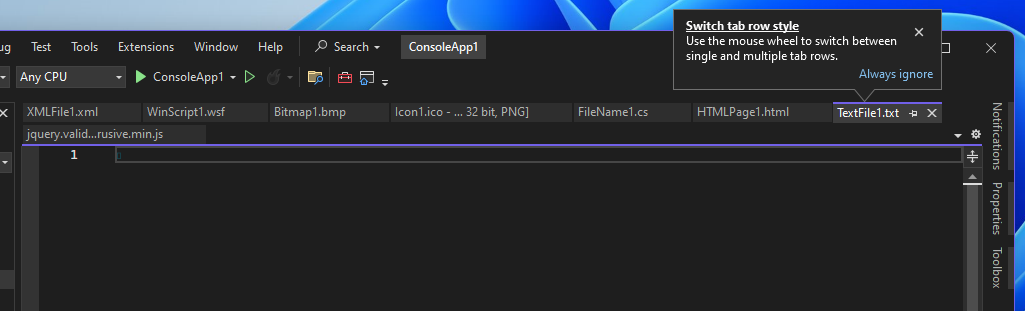 Switch tab row style
Use the mouse wheel to switch between
single and multiple tab rows.
Always ignore
Test Tools Extensions Window Help Search ConsoleApp1
Any CPU ConsoleApp1
XMLFile1.xml WinScript1.wsf Bitmap1.bmp Icon1.ico - ... 32 bit, PNG] FileName1.cs HTMLPage1.html TextFile1.txt
jquery.valid...rusive.min.js
1
Notifications
Properties
Toolbox